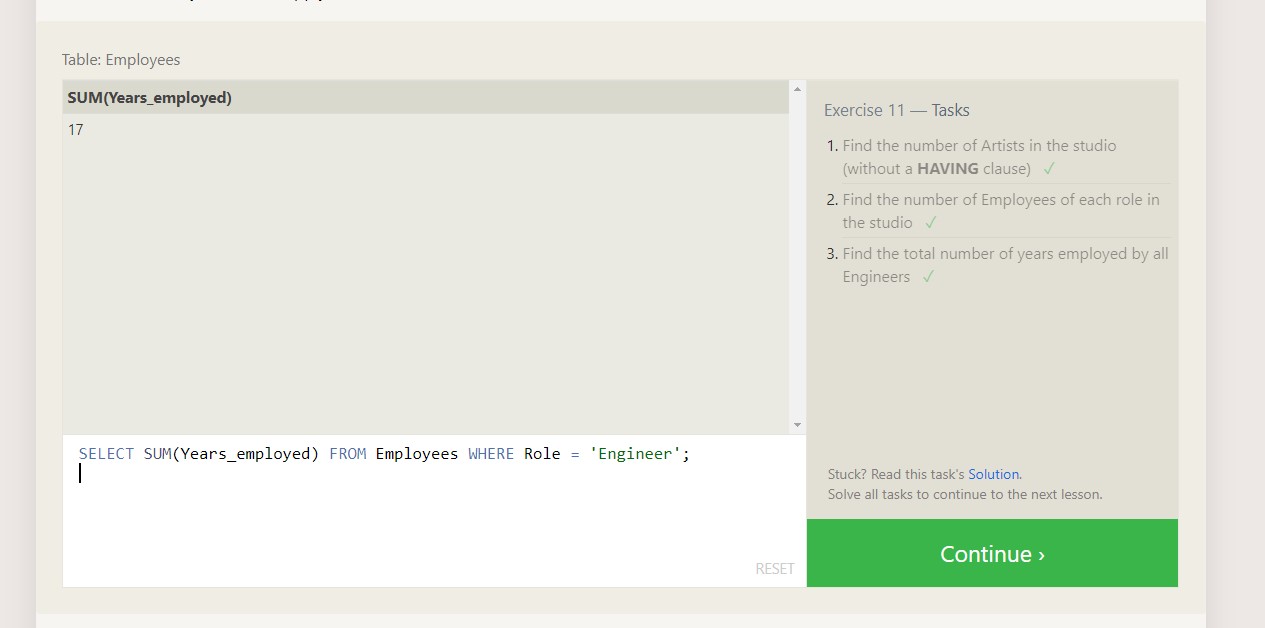 Table: Employees
SUM(Years_employed)
17
SELECT SUM(Years_employed) FROM Employees WHERE Role = 'Engineer';
RESET
Exercise 11 — Tasks
1. Find the number of Artists in the studio
(without a HAVING clause) ✓
2. Find the number of Employees of each role in
the studio ✓
3. Find the total number of years employed by all
Engineers ✓
Stuck? Read this task's Solution.
Solve all tasks to continue to the next lesson.
Continue ›